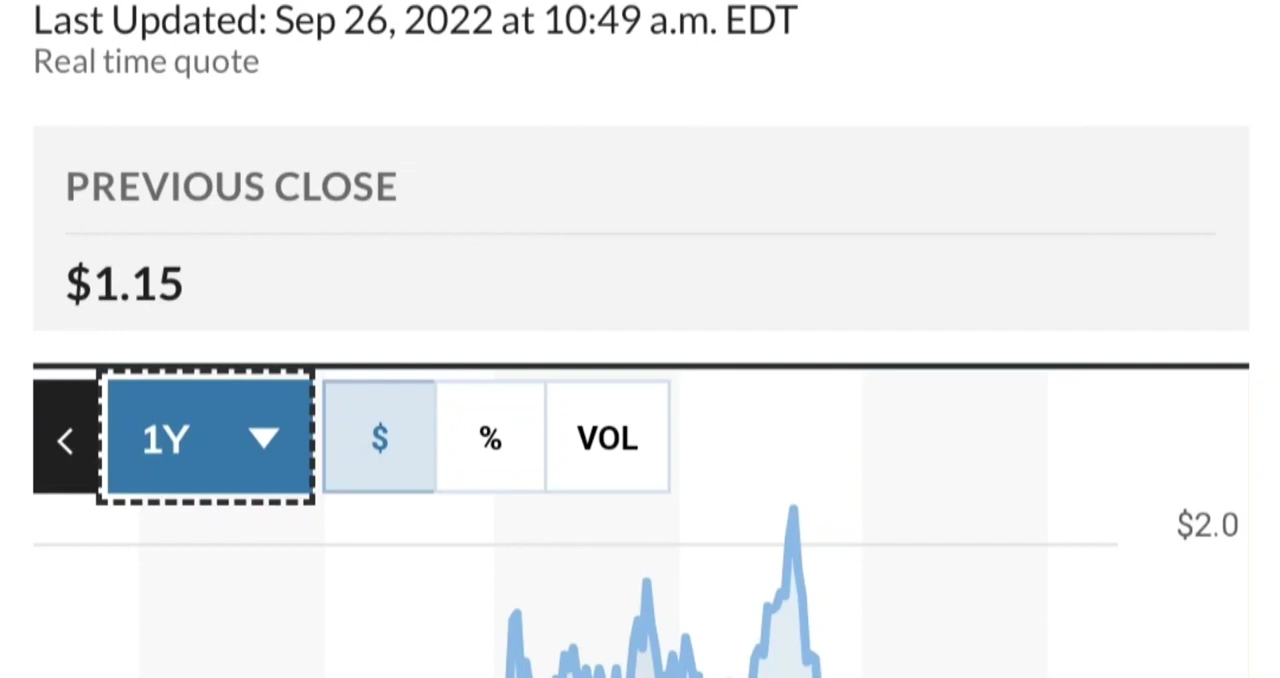 Last Updated: Sep 26, 2022 at 10:49 a.m. EDT
Real time quote
PREVIOUS CLOSE
$1.15
1Y $ % VOL
$2.0